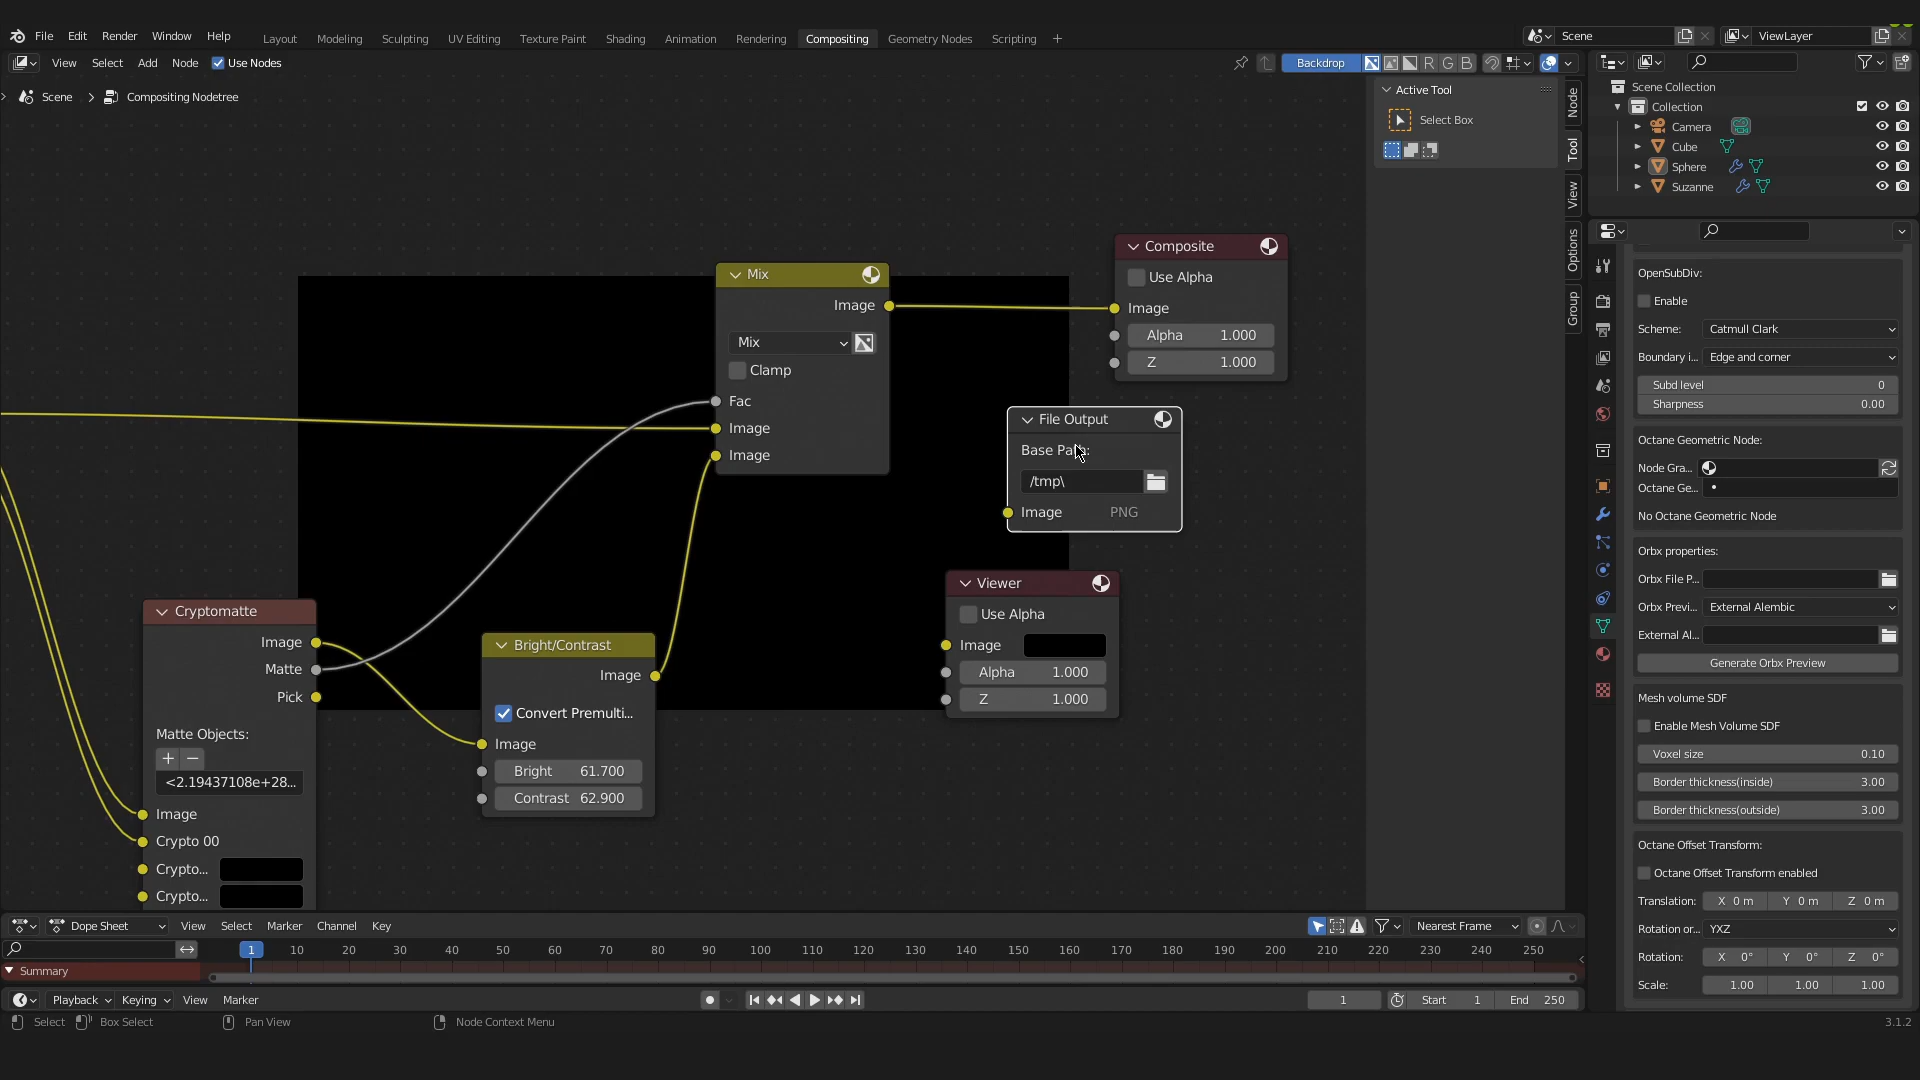 File Edit Render Window Help Layout Modeling Sculpting UV Editing Texture Paint Shading Animation Rendering Compositing Geometry Nodes Scripting + Scene ViewLayer
View Select Add Node Use Nodes Backdrop R G B
Scene > Compositing Nodetree
Active Tool
Select Box
Node
Tool
View
Options
Group
Scene Collection
Collection
Camera
Cube
Sphere
Suzanne
Mix
Image
Mix
Clamp
Fac
Image
Image
Composite
Use Alpha
Image
Alpha 1.000
Z 1.000
File Output
Base Path:
/tmp\
Image PNG
Viewer
Use Alpha
Image
Alpha 1.000
Z 1.000
Cryptomatte
Image
Matte
Pick
Matte Objects:
+ −
<2.19437108e+28...
Image
Crypto 00
Crypto...
Crypto...
Bright/Contrast
Image
Convert Premulti...
Image
Bright 61.700
Contrast 62.900
OpenSubDiv:
Enable
Scheme: Catmull Clark
Boundary i... Edge and corner
Subd level 0
Sharpness 0.00
Octane Geometric Node:
Node Gra...
Octane Ge...
No Octane Geometric Node
Orbx properties:
Orbx File P...
Orbx Previ... External Alembic
External Al...
Generate Orbx Preview
Mesh volume SDF
Enable Mesh Volume SDF
Voxel size 0.10
Border thickness(inside) 3.00
Border thickness(outside) 3.00
Octane Offset Transform:
Octane Offset Transform enabled
Translation: X 0 m Y 0 m Z 0 m
Rotation or... YXZ
Rotation: X 0° Y 0° Z 0°
Scale: 1.00 1.00 1.00
Dope Sheet View Select Marker Channel Key Nearest Frame
1 10 20 30 40 50 60 70 80 90 100 110 120 130 140 150 160 170 180 190 200 210 220 230 240 250
Summary
Playback Keying View Marker 1 Start 1 End 250
Select Box Select Pan View Node Context Menu 3.1.2